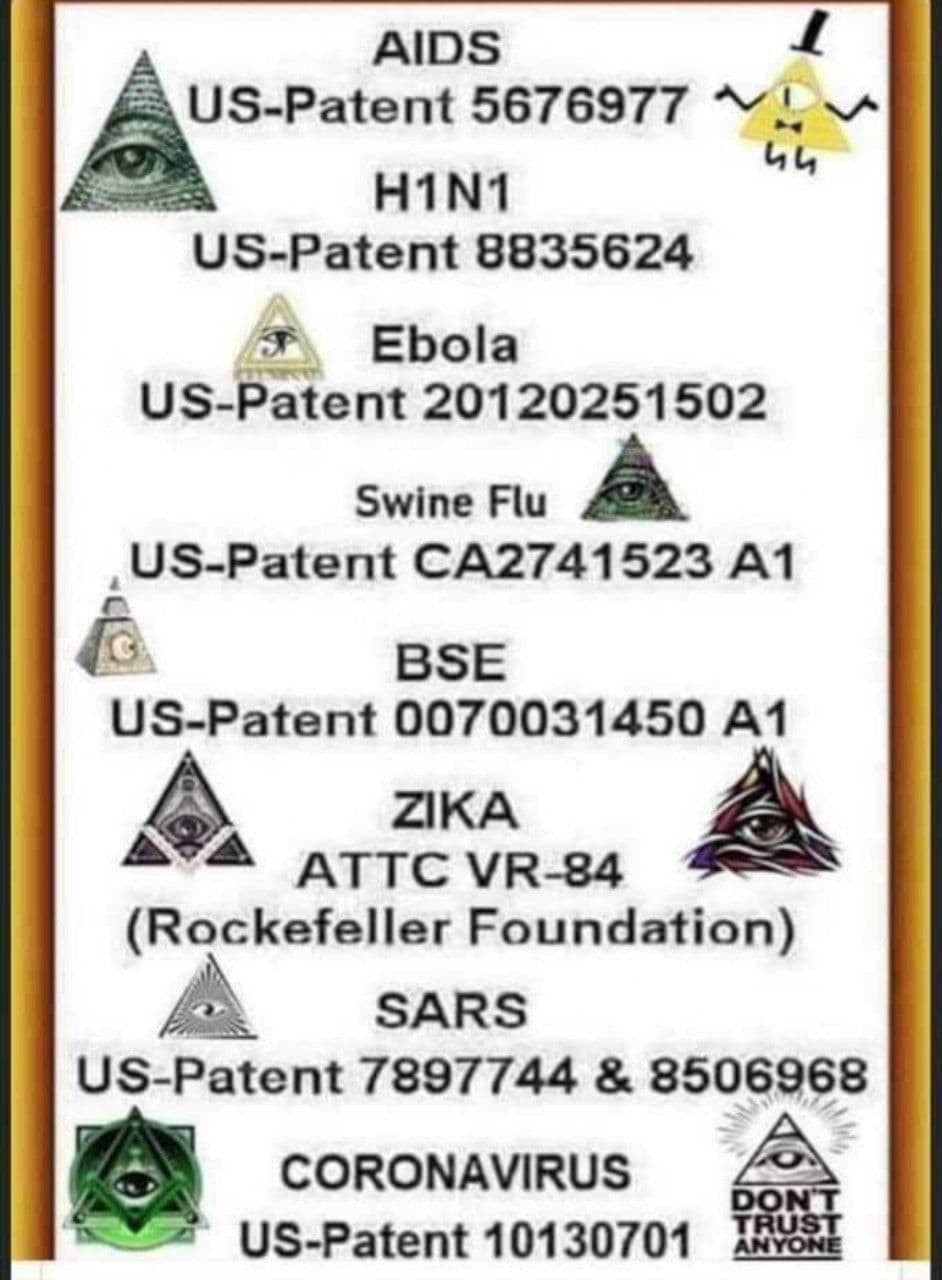 AIDS
US-Patent 5676977
H1N1
US-Patent 8835624
Ebola
US-Patent 20120251502
Swine Flu
US-Patent CA2741523 A1
BSE
US-Patent 0070031450 A1
ZIKA
ATTC VR-84
(Rockefeller Foundation)
SARS
US-Patent 7897744 & 8506968
CORONAVIRUS
US-Patent 10130701
DON'T
TRUST
ANYONE